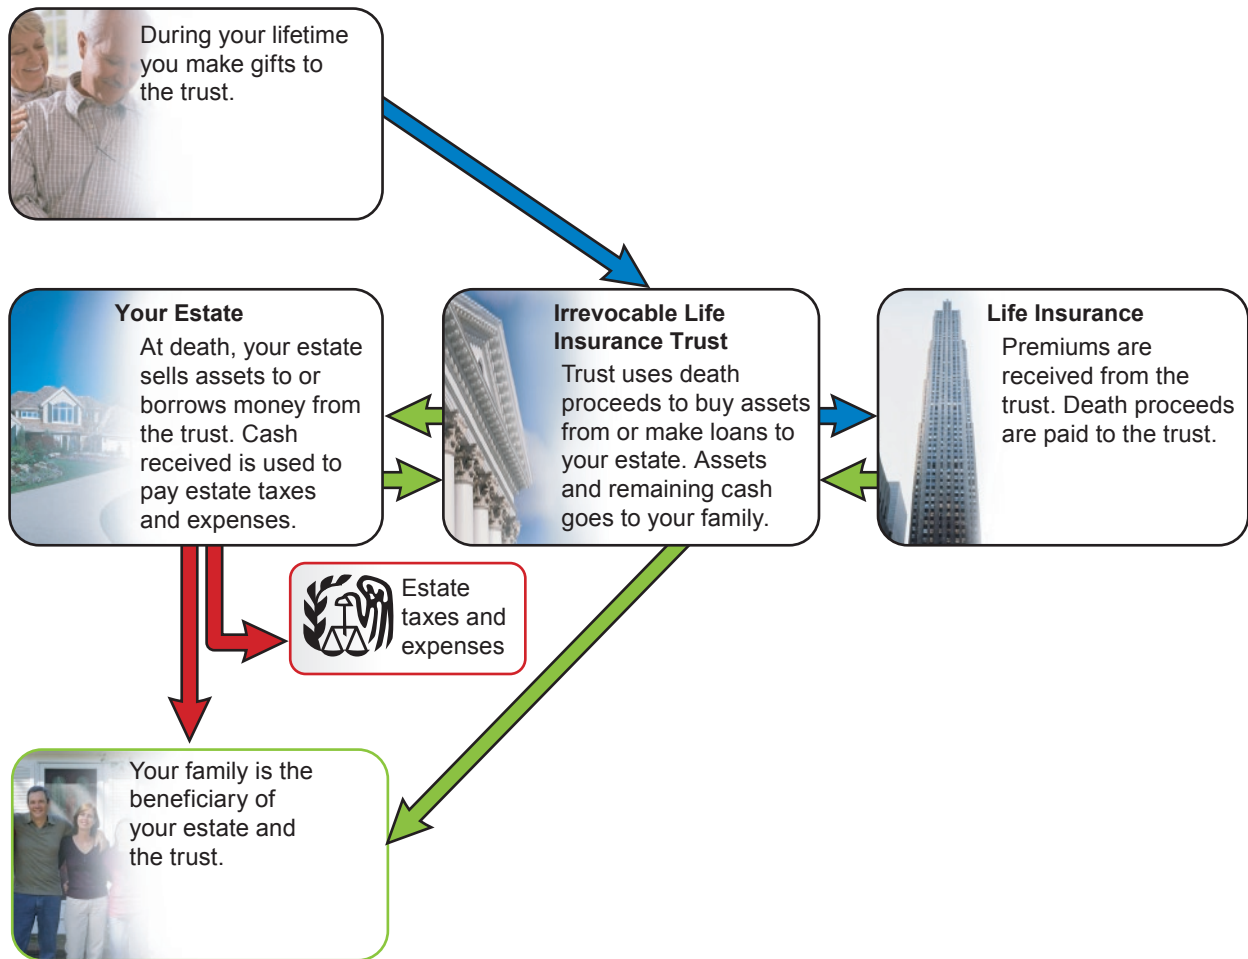 During your lifetime
you make gifts to
the trust.
Your Estate
At death, your estate
sells assets to or
borrows money from
the trust. Cash
received is used to
pay estate taxes
and expenses.
Irrevocable Life
Insurance Trust
Trust uses death
proceeds to buy assets
from or make loans to
your estate. Assets
and remaining cash
goes to your family.
Life Insurance
Premiums are
received from the
trust. Death proceeds
are paid to the trust.
Estate
taxes and
expenses
Your family is the
beneficiary of
your estate and
the trust.